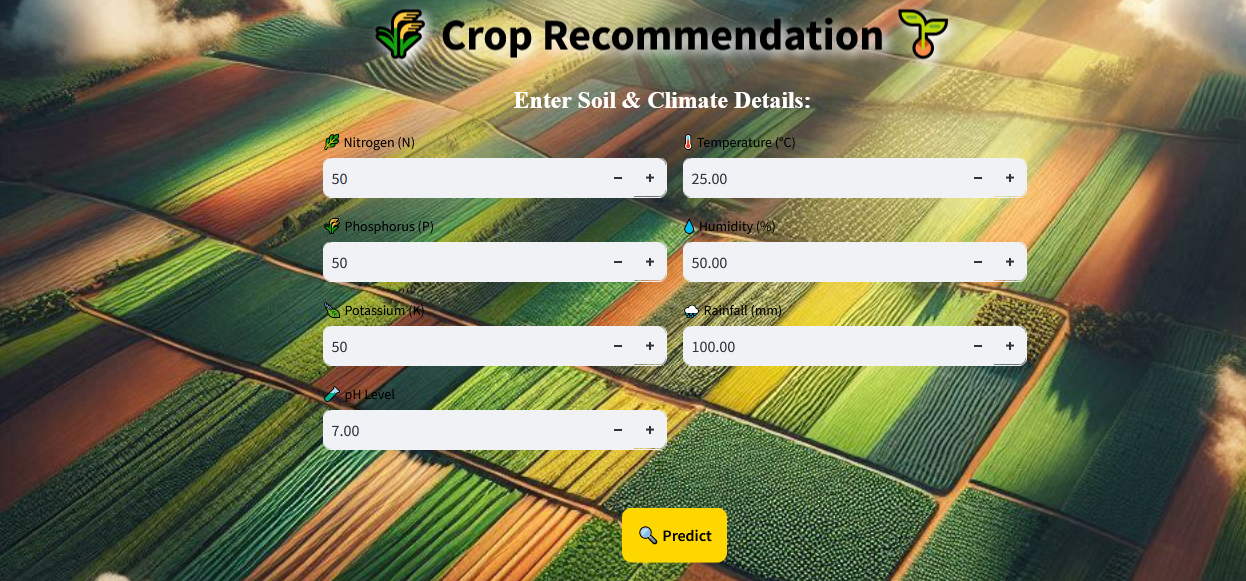 Crop Recommendation
Enter Soil & Climate Details:
Nitrogen (N)
50
Phosphorus (P)
50
Potassium (K)
50
pH Level
7.00
Temperature (°C)
25.00
Humidity (%)
50.00
Rainfall (mm)
100.00
Predict